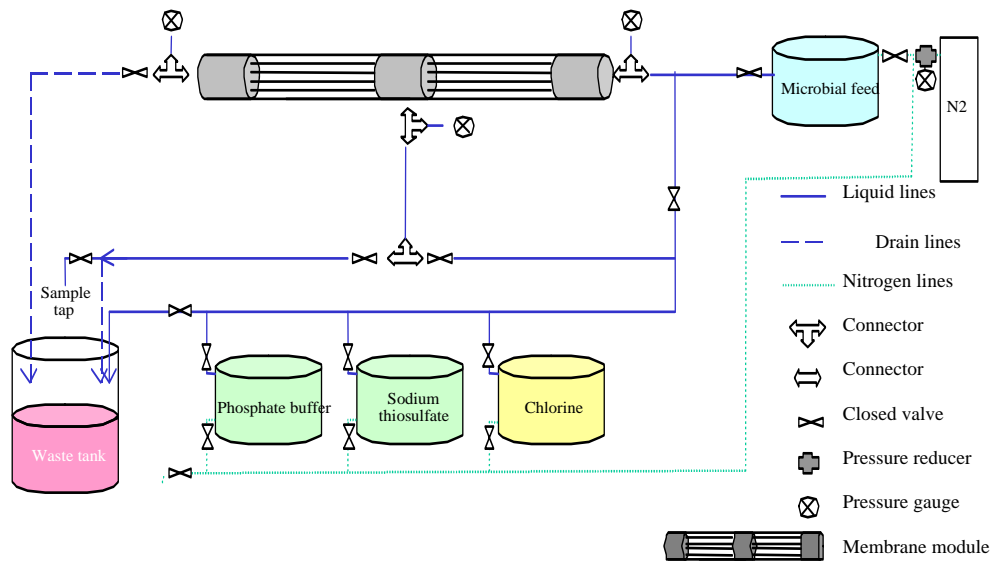 Microbial feed
N2
Liquid lines
Drain lines
Nitrogen lines
Sample
tap
Connector
Connector
Phosphate buffer
Sodium
thiosulfate
Chlorine
Closed valve
Waste tank
Pressure reducer
Pressure gauge
Membrane module